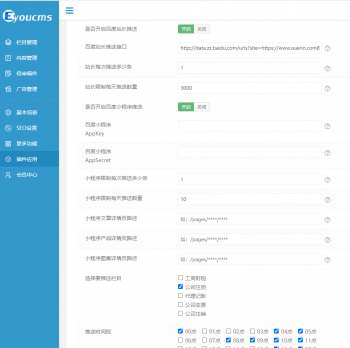 Eyoucms
栏目管理
内容管理
广告管理
基本信息
SEO设置
更多功能
插件应用
会员中心
是否开启百度站长推送
开启 关闭
百度站长推送接口
http://data.zz.baidu.com/urls?site=https://www.
站长每次推送多少条
1
站长限制每天推送数量
3000
是否开启百度小程序推送
开启 关闭
百度小程序
AppKey
百度小程序
AppSecret
小程序限制每次推送多少条
1
小程序限制每天推送数量
10
小程序文章详情页路径
如：/pages/****/****
小程序产品详情页路径
如：/pages/****/****
小程序图集详情页路径
如：/pages/****/****
选择要推送栏目
工商财税
公司注册
代理记账
公司变更
公司注销
推送时间段
00点 01点 02点 03点 04点 05点
06点 07点 08点 09点 10点 11点